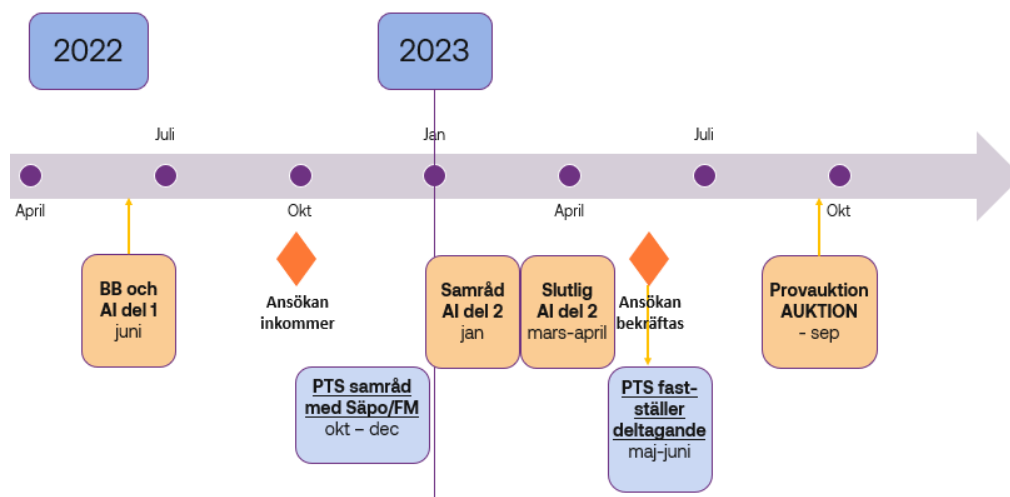 2022
2023
Juli
Jan
Juli
April
Okt
April
Okt
BB och
AI del 1
juni
Ansökan
inkommer
Samråd
AI del 2
jan
Slutlig
AI del 2
mars-april
Ansökan
bekräftas
Provauktion
AUKTION
- sep
PTS samråd
med Säpo/FM
okt – dec
PTS fast-
ställer
deltagande
maj-juni